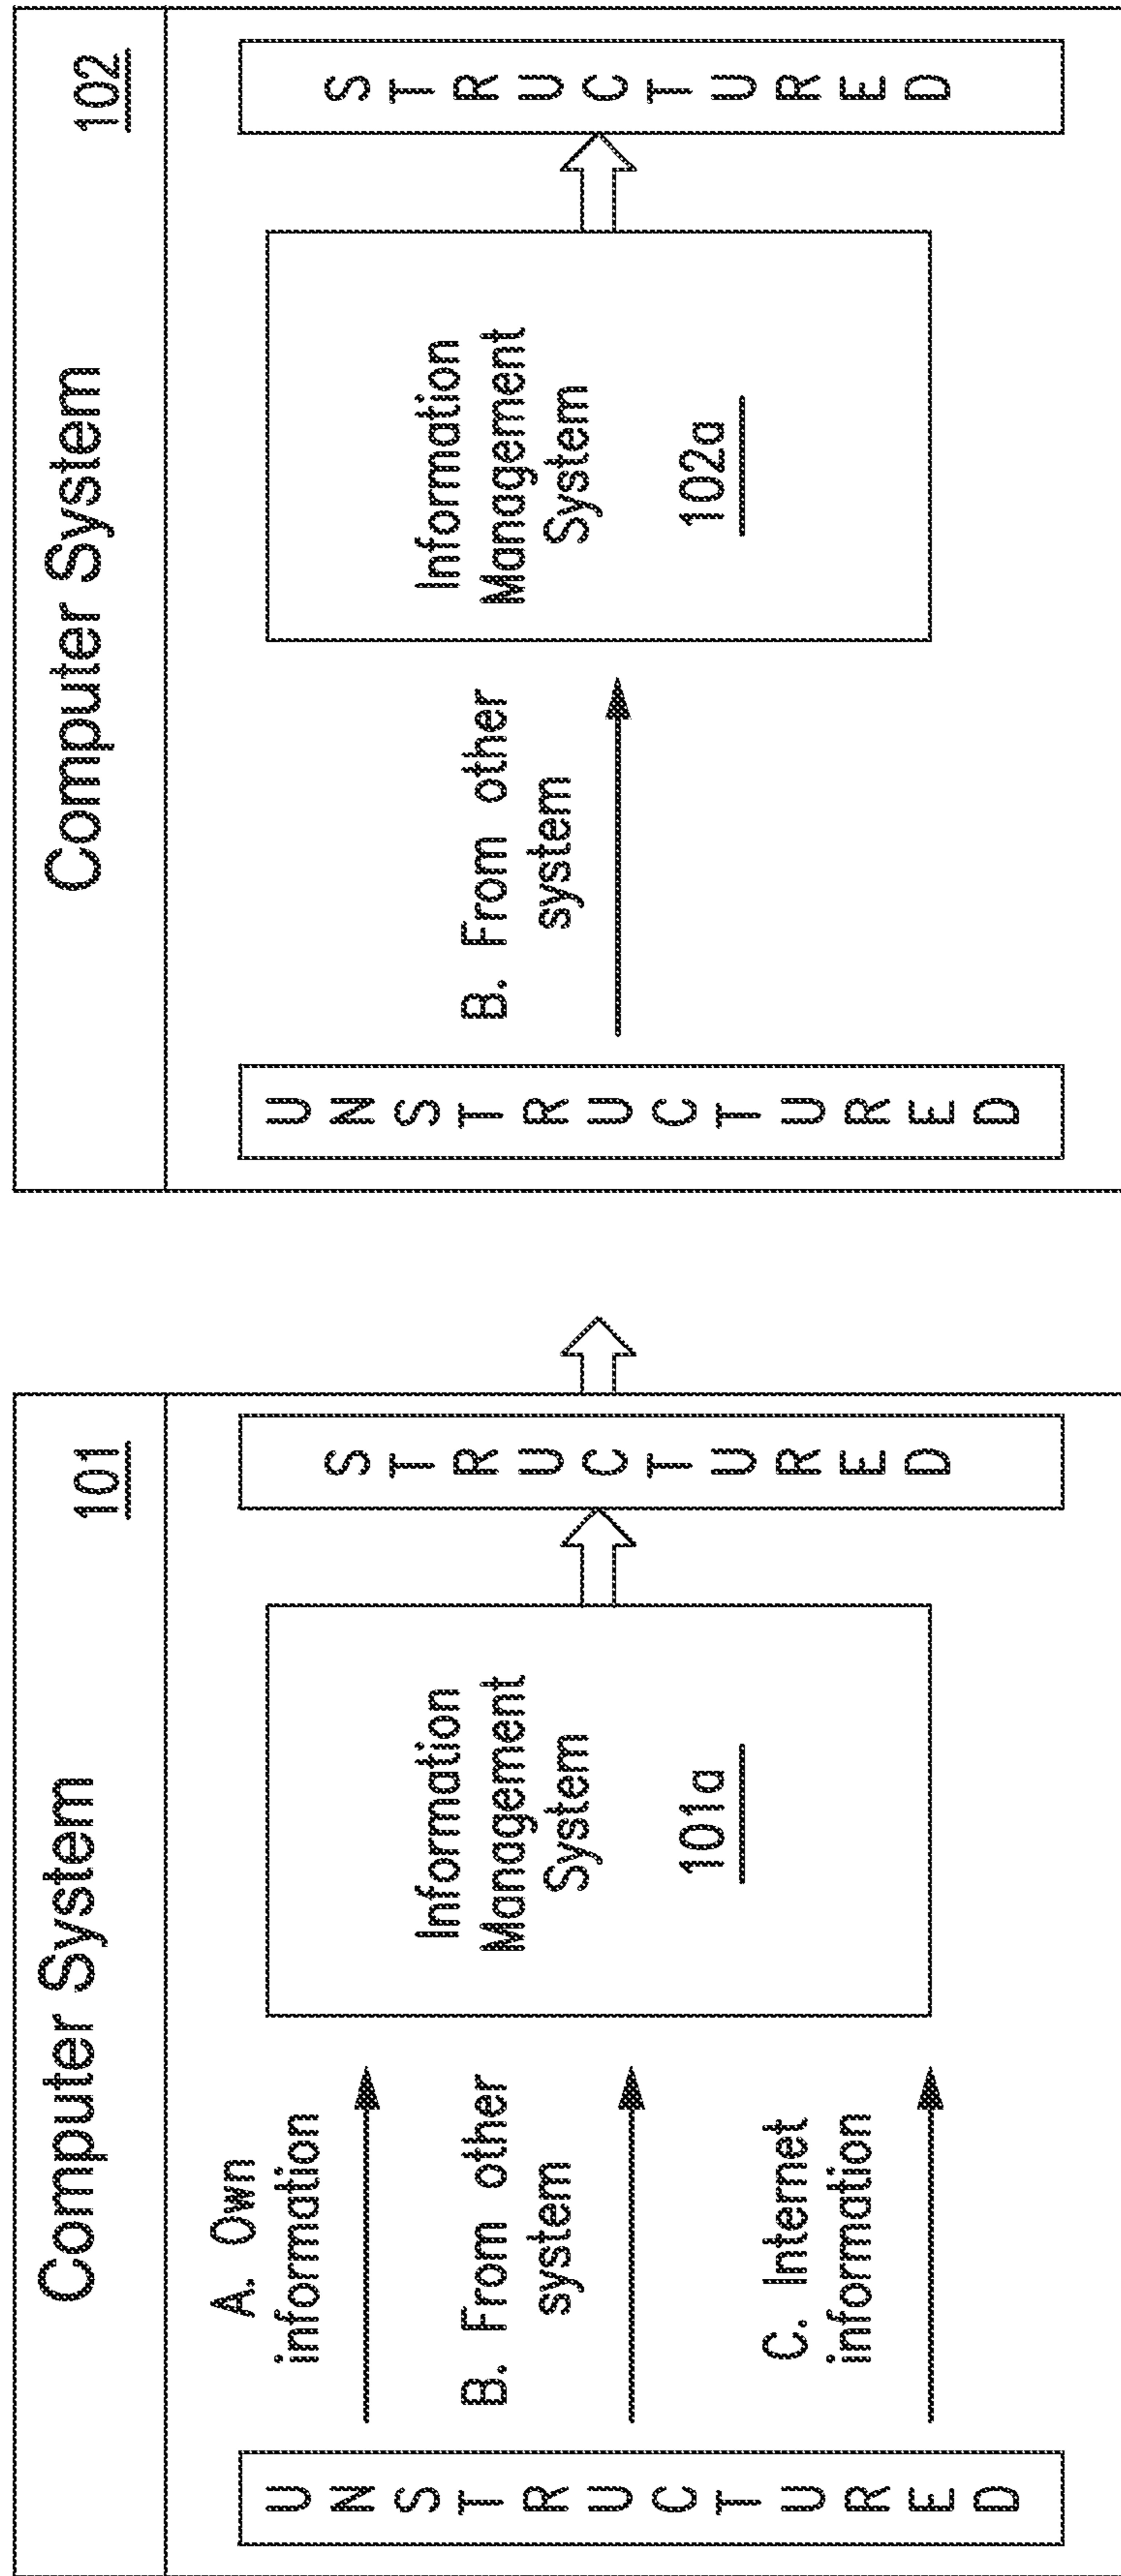 Computer System
101
UNSTRUCTURED
A. Own
information
B. From other
system
C. Internet
information
Information
Management
System
101a
STRUCTURED
Computer System
102
UNSTRUCTURED
B. From other
system
Information
Management
System
102a
STRUCTURED